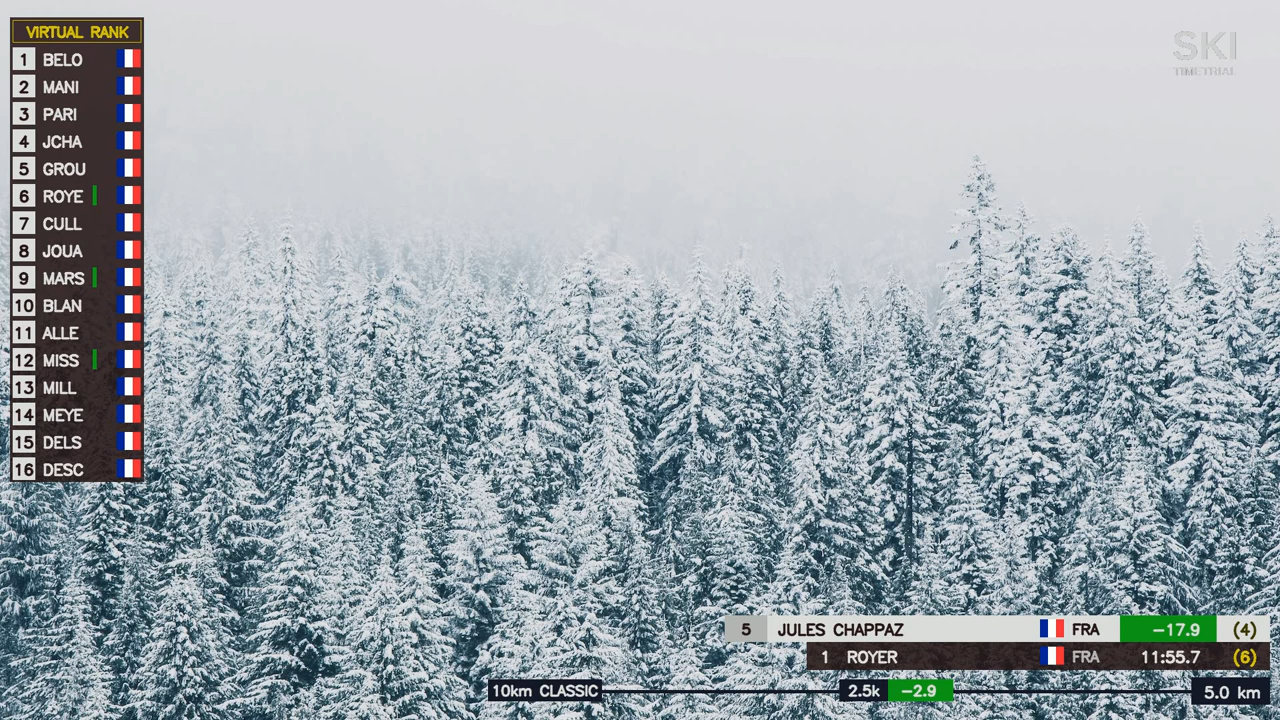 VIRTUAL RANK
1 BELO
2 MANI
3 PARI
4 JCHA
5 GROU
6 ROYE
7 CULL
8 JOUA
9 MARS
10 BLAN
11 ALLE
12 MISS
13 MILL
14 MEYE
15 DELS
16 DESC
SKI
TIMETRIAL
5 JULES CHAPPAZ FRA −17.9 (4)
1 ROYER FRA 11:55.7 (6)
10km CLASSIC 2.5k −2.9 5.0 km